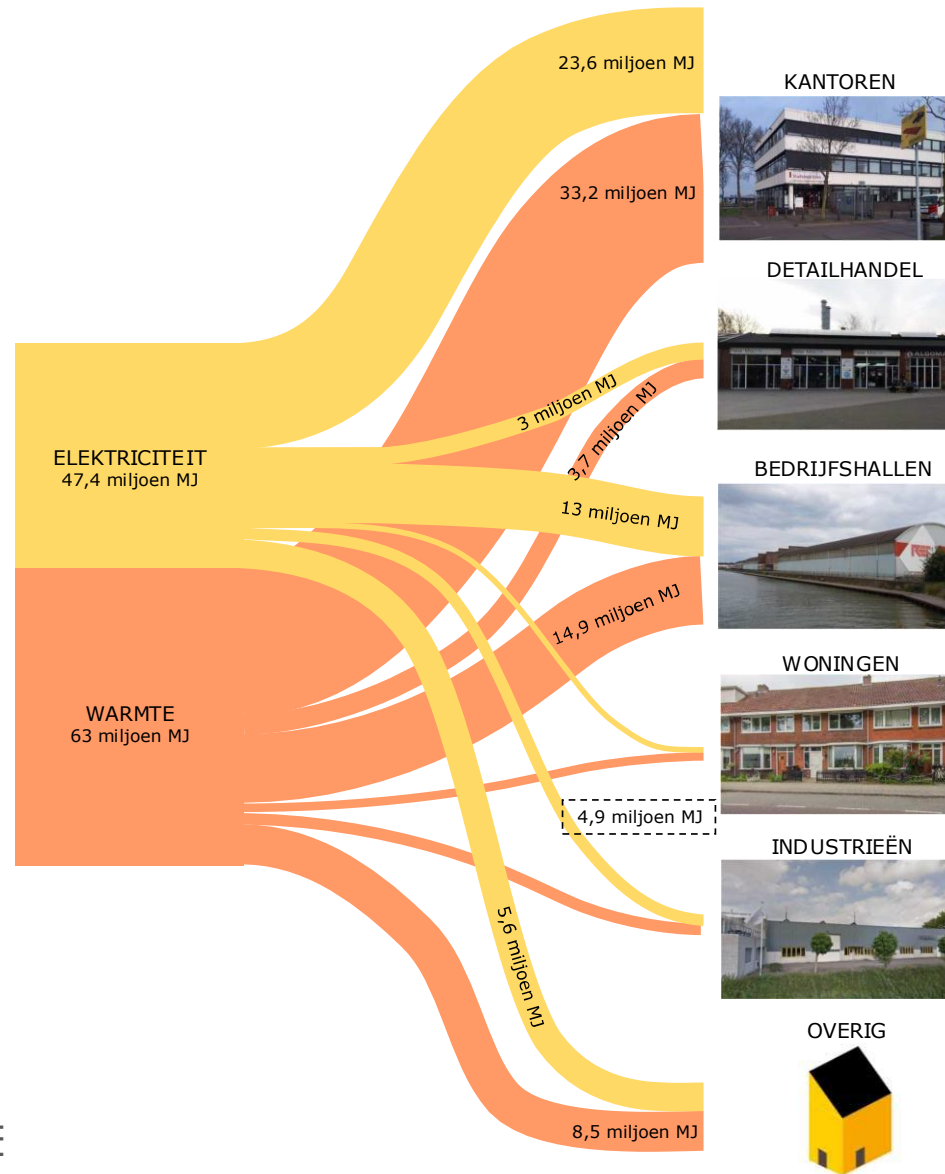 23,6 miljoen MJ
KANTOREN
33,2 miljoen MJ
DETAILHANDEL
3 miljoen MJ
3,7 miljoen MJ
ELEKTRICITEIT
47,4 miljoen MJ
BEDRIJFSHALLEN
13 miljoen MJ
14,9 miljoen MJ
WONINGEN
WARMTE
63 miljoen MJ
4,9 miljoen MJ
INDUSTRIEËN
5,6 miljoen MJ
OVERIG
8,5 miljoen MJ